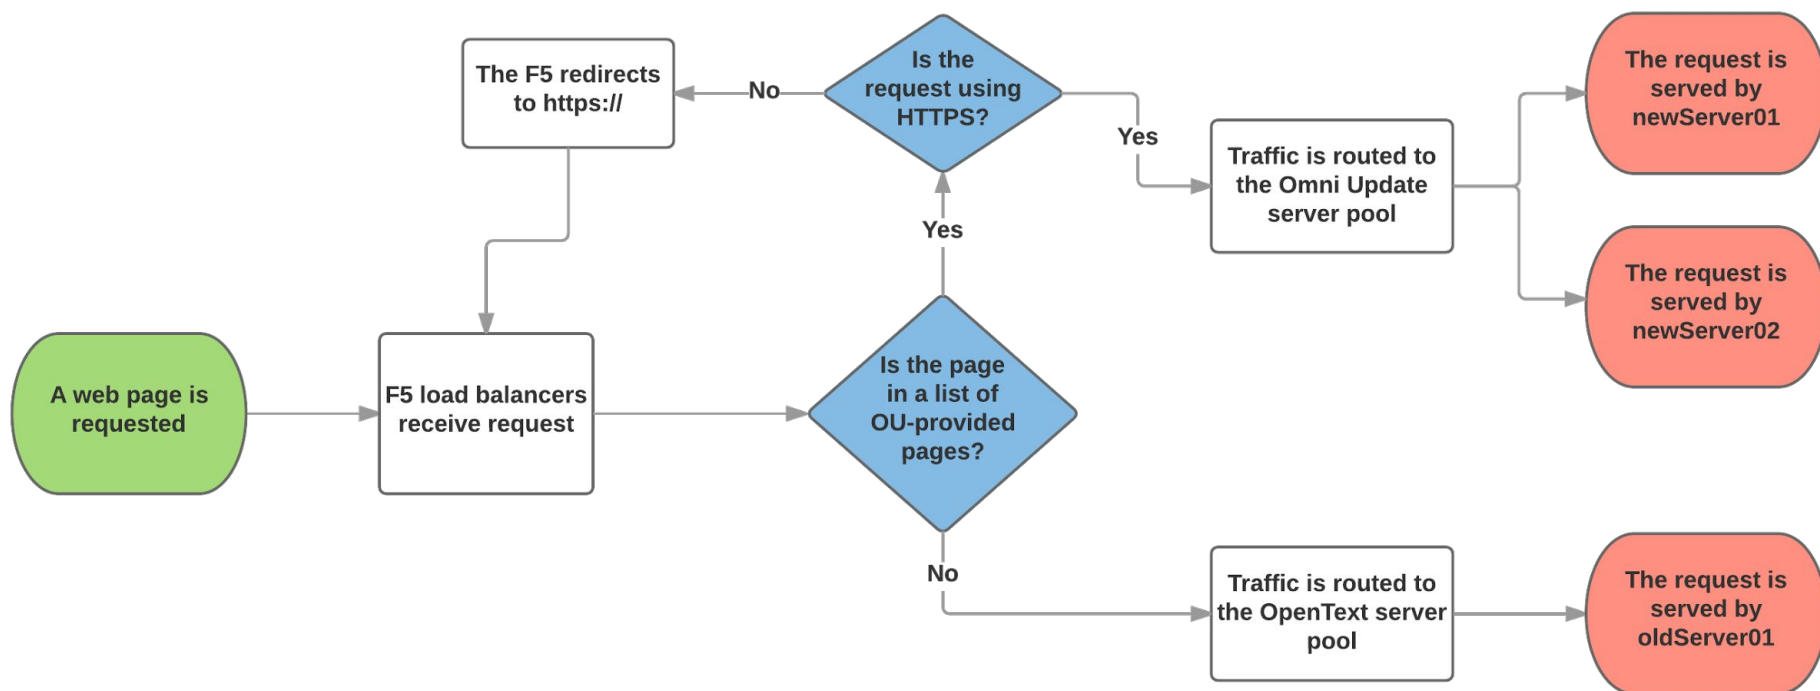 The F5 redirects
to https://
No
Is the
request using
HTTPS?
Yes
Traffic is routed to
the Omni Update
server pool
The request is
served by
newServer01
The request is
served by
newServer02
Yes
A web page is
requested
F5 load balancers
receive request
Is the page
in a list of
OU-provided
pages?
No
Traffic is routed to
the OpenText server
pool
The request is
served by
oldServer01